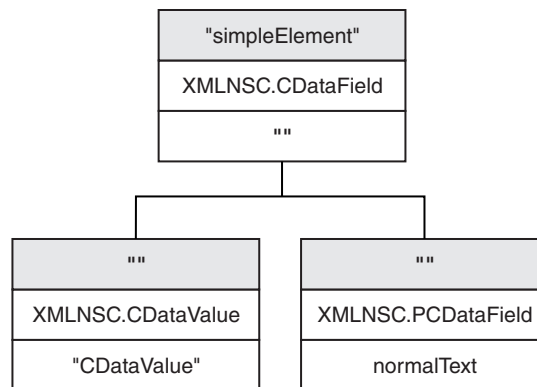 "simpleElement"
XMLNSC.CDataField
""
""
XMLNSC.CDataValue
"CDataValue"
""
XMLNSC.PCDataField
normalText